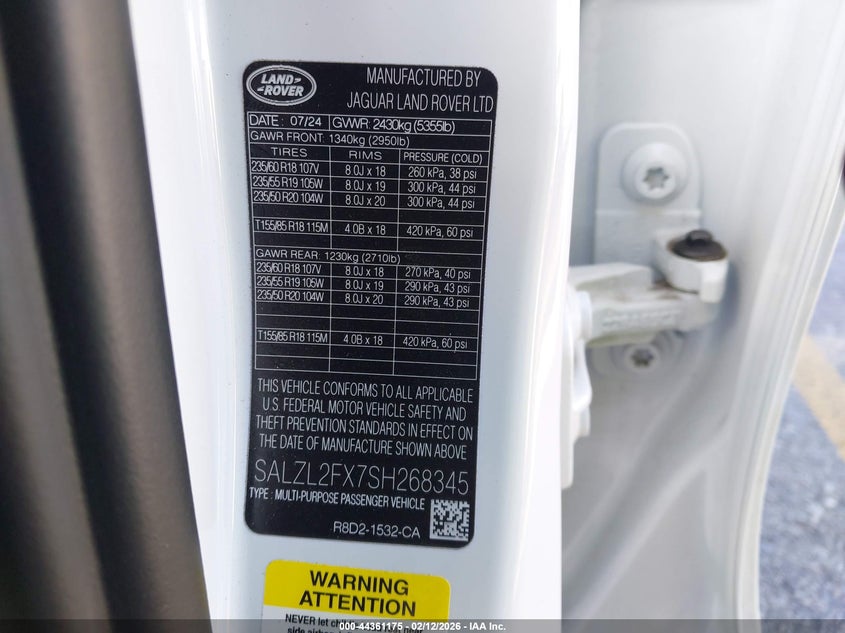 LAND-
-ROVER
MANUFACTURED BY
JAGUAR LAND ROVER LTD
DATE : 07/24 GVWR: 2430kg (5355lb)
GAWR FRONT: 1340kg (2950lb)
TIRES RIMS PRESSURE (COLD)
235/60 R18 107V 8.0J x 18 260 kPa, 38 psi
235/55 R19 105W 8.0J x 19 300 kPa, 44 psi
235/50 R20 104W 8.0J x 20 300 kPa, 44 psi
T155/85 R18 115M 4.0B x 18 420 kPa, 60 psi
GAWR REAR: 1230kg (2710lb)
235/60 R18 107V 8.0J x 18 270 kPa, 40 psi
235/55 R19 105W 8.0J x 19 290 kPa, 43 psi
235/50 R20 104W 8.0J x 20 290 kPa, 43 psi
T155/85 R18 115M 4.0B x 18 420 kPa, 60 psi
THIS VEHICLE CONFORMS TO ALL APPLICABLE
U.S. FEDERAL MOTOR VEHICLE SAFETY AND
THEFT PREVENTION STANDARDS IN EFFECT ON
THE DATE OF MANUFACTURE SHOWN ABOVE
SALZL2FX7SH268345
TYPE : MULTI-PURPOSE PASSENGER VEHICLE
R8D2-1532-CA
WARNING
ATTENTION
NEVER let
side
000-44361175 - 02/12/2026 - IAA Inc.